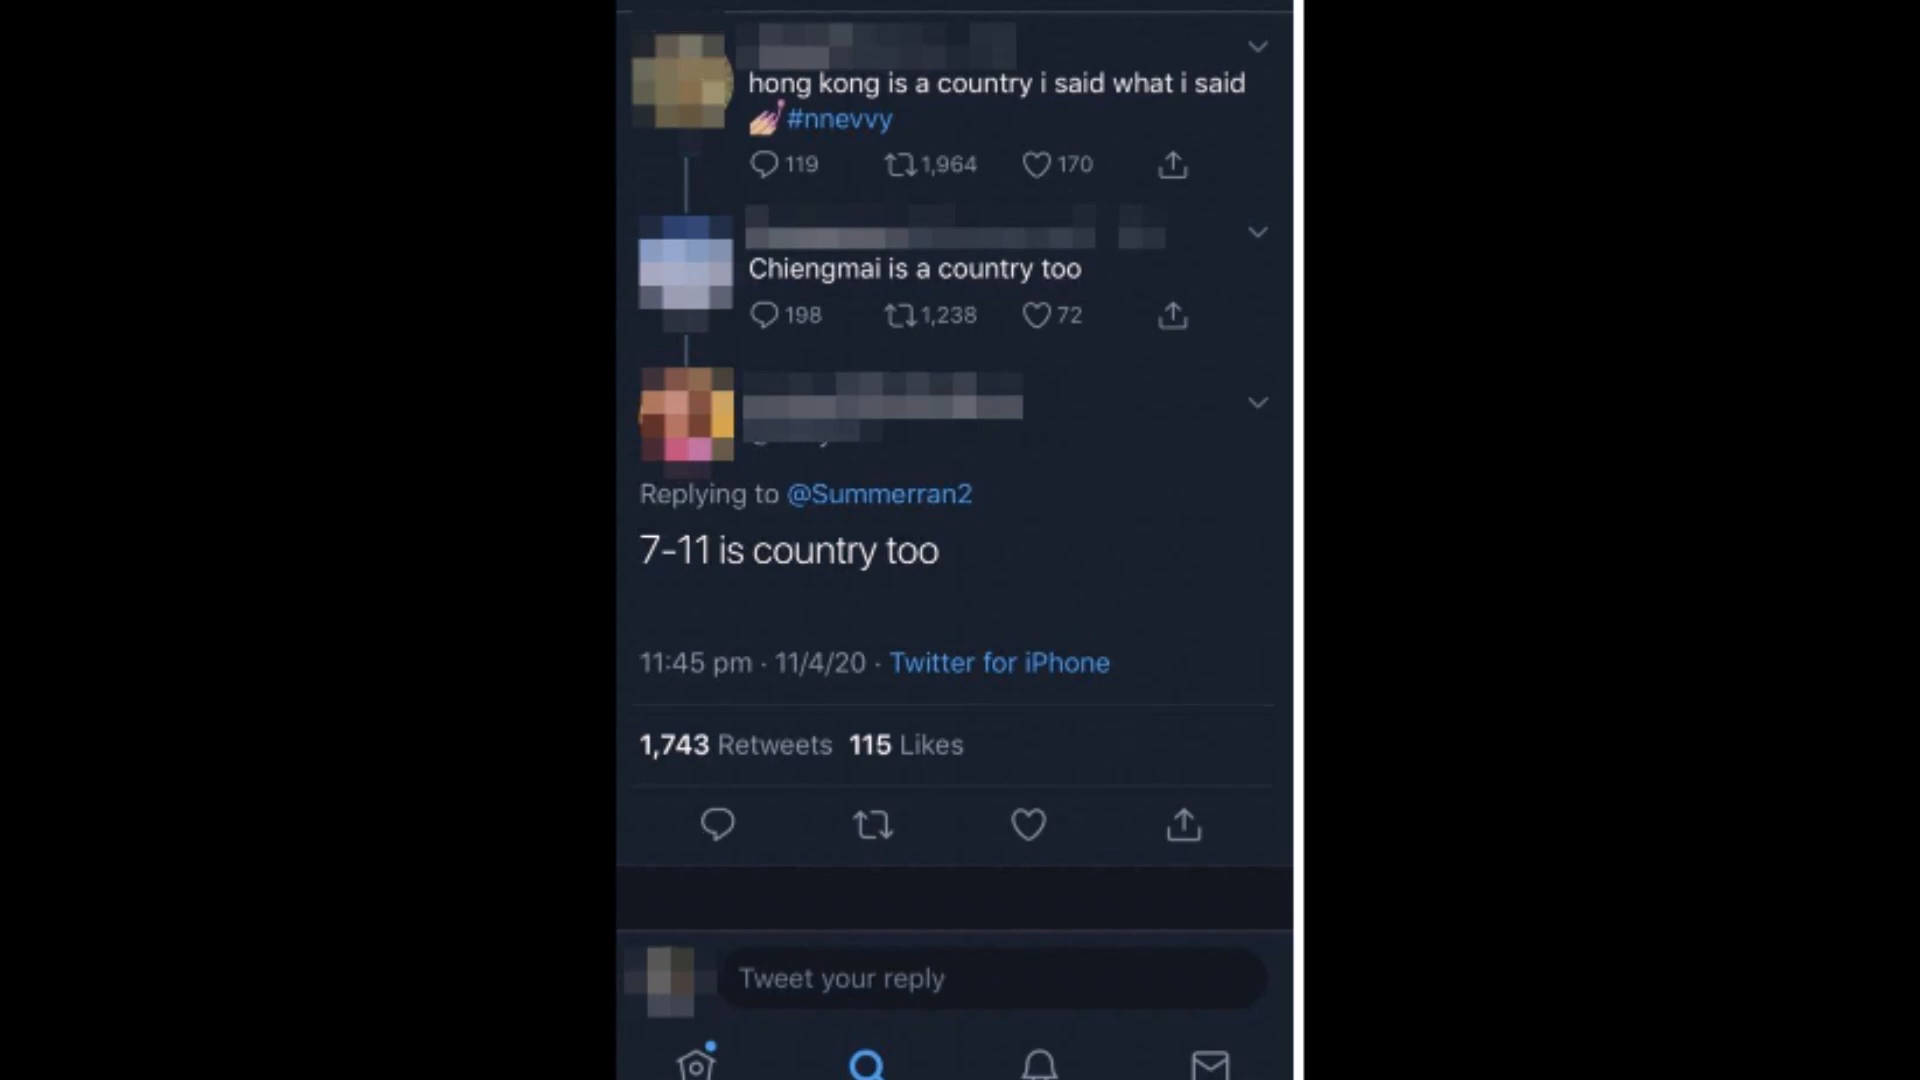 hong kong is a country i said what i said
💅🏼 #nnevvy
119 1,964 170
Chiengmai is a country too
198 1,238 72
Replying to @Summerran2
7-11 is country too
11:45 pm · 11/4/20 · Twitter for iPhone
1,743 Retweets 115 Likes
Tweet your reply